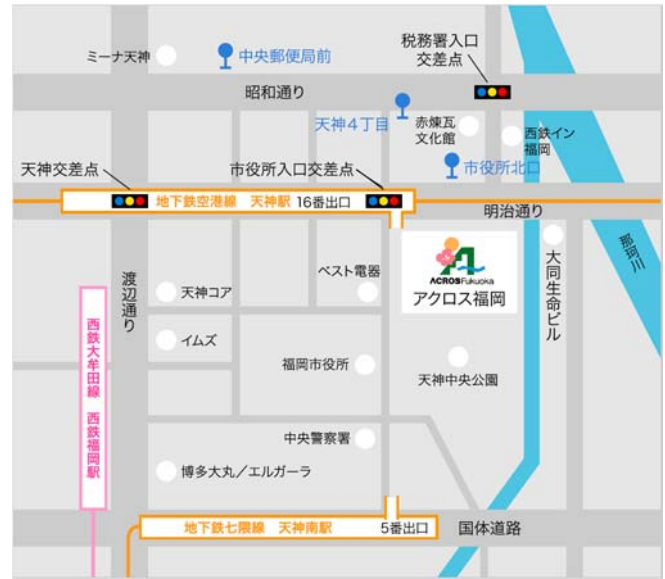 ミーナ天神
中央郵便局前
税務署入口
交差点
昭和通り
天神4丁目
赤煉瓦
文化館
西鉄イン
福岡
天神交差点
市役所入口交差点
市役所北口
地下鉄空港線 天神駅 16番出口
明治通り
那珂川
渡辺通り
天神コア
ベスト電器
ACROS Fukuoka
アクロス福岡
大同生命ビル
イムズ
福岡市役所
天神中央公園
西鉄大牟田線 西鉄福岡駅
中央警察署
博多大丸／エルガーラ
地下鉄七隈線 天神南駅 5番出口
国体道路